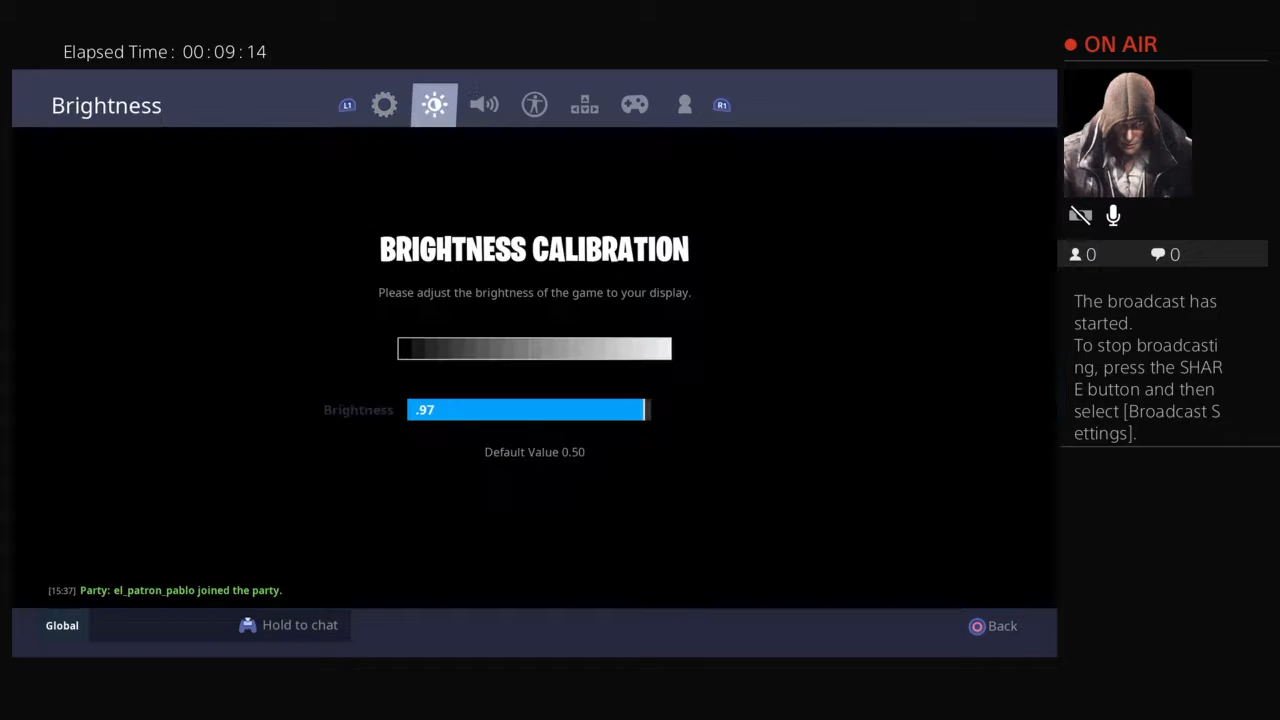 Elapsed Time: 00:09:14
ON AIR
Brightness
L1
R1
BRIGHTNESS CALIBRATION
Please adjust the brightness of the game to your display.
Brightness .97
Default Value 0.50
0 0
The broadcast has
started.
To stop broadcasti
ng, press the SHAR
E button and then
select [Broadcast S
ettings].
[15:37] Party: el_patron_pablo joined the party.
Global
Hold to chat
Back